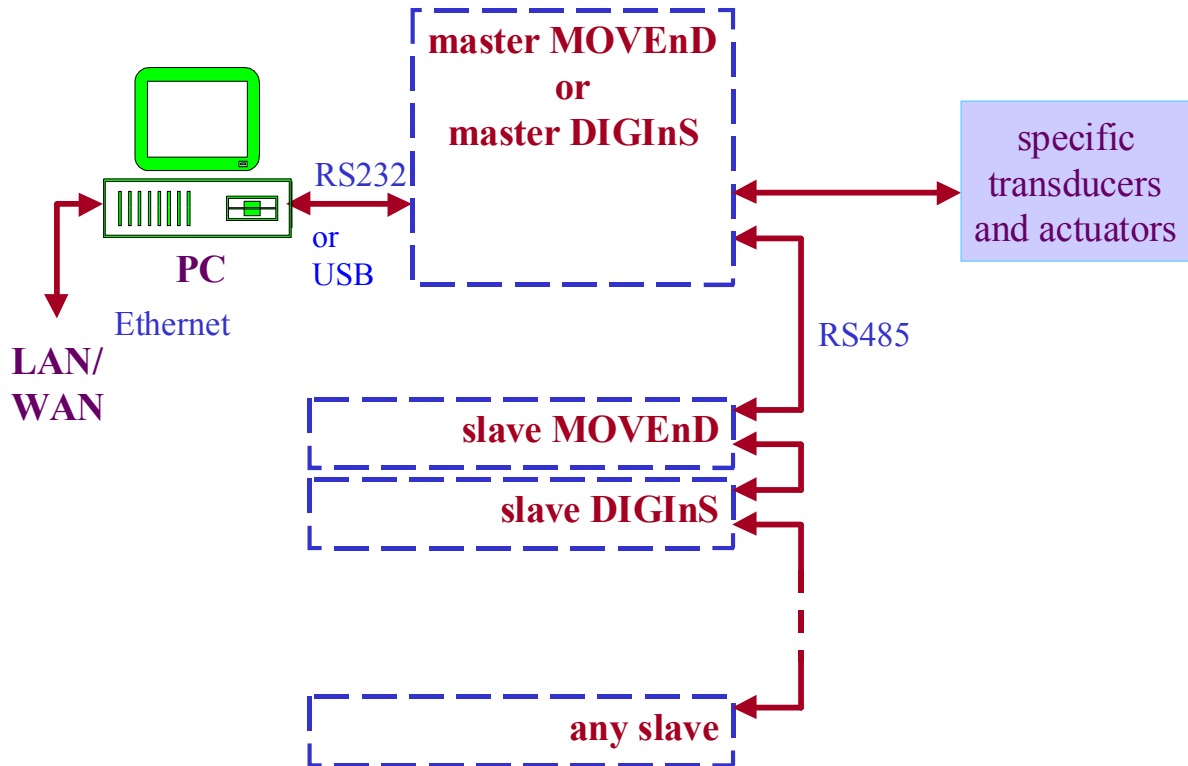 master MOVEnD
or
master DIGInS
specific
transducers
and actuators
RS232
or
USB
PC
Ethernet
LAN/
WAN
RS485
slave MOVEnD
slave DIGInS
any slave